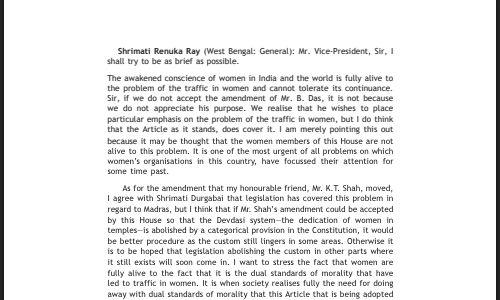 Shrimati Renuka Ray (West Bengal: General): Mr. Vice-President, Sir, I
shall try to be as brief as possible.
The awakened conscience of women in India and the world is fully alive to
the problem of the traffic in women and cannot tolerate its continuance.
Sir, if we do not accept the amendment of Mr. B. Das, it is not because
we do not appreciate his purpose. We realise that he wishes to place
particular emphasis on the problem of the traffic in women, but I do think
that the Article as it stands, does cover it. I am merely pointing this out
because it may be thought that the women members of this House are not
alive to this problem. It is one of the most urgent of all problems on which
women's organisations in this country, have focussed their attention for
some time past.
As for the amendment that my honourable friend, Mr. K.T. Shah, moved,
I agree with Shrimati Durgabai that legislation has covered this problem in
regard to Madras, but I think that if Mr. Shah's amendment could be accepted
by this House so that the Devdasi system—the dedication of women in
temples—is abolished by a categorical provision in the Constitution, it would
be better procedure as the custom still lingers in some areas. Otherwise it
is to be hoped that legislation abolishing the custom in other parts where
it still exists will soon come in. I want to stress the fact that women are
fully alive to the fact that it is the dual standards of morality that have
led to traffic in women. It is when society realises fully the need for doing
away with dual standards of morality that this Article that is being adopted